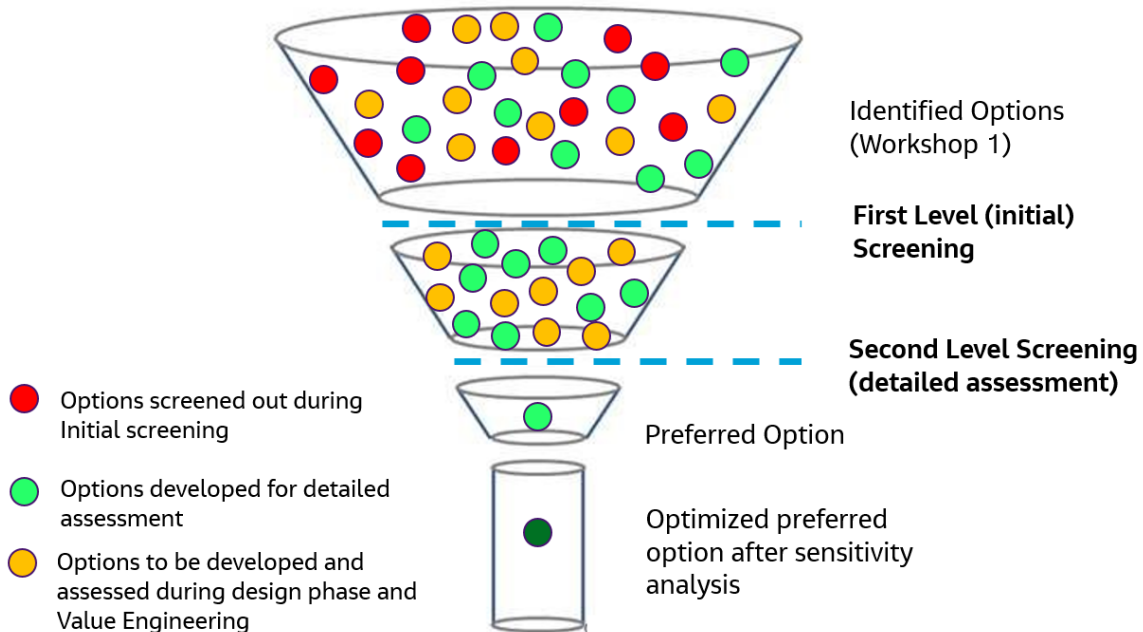 Identified Options
(Workshop 1)
First Level (initial)
Screening
Second Level Screening
(detailed assessment)
Options screened out during
Initial screening
Preferred Option
Options developed for detailed
assessment
Optimized preferred
option after sensitivity
analysis
Options to be developed and
assessed during design phase and
Value Engineering